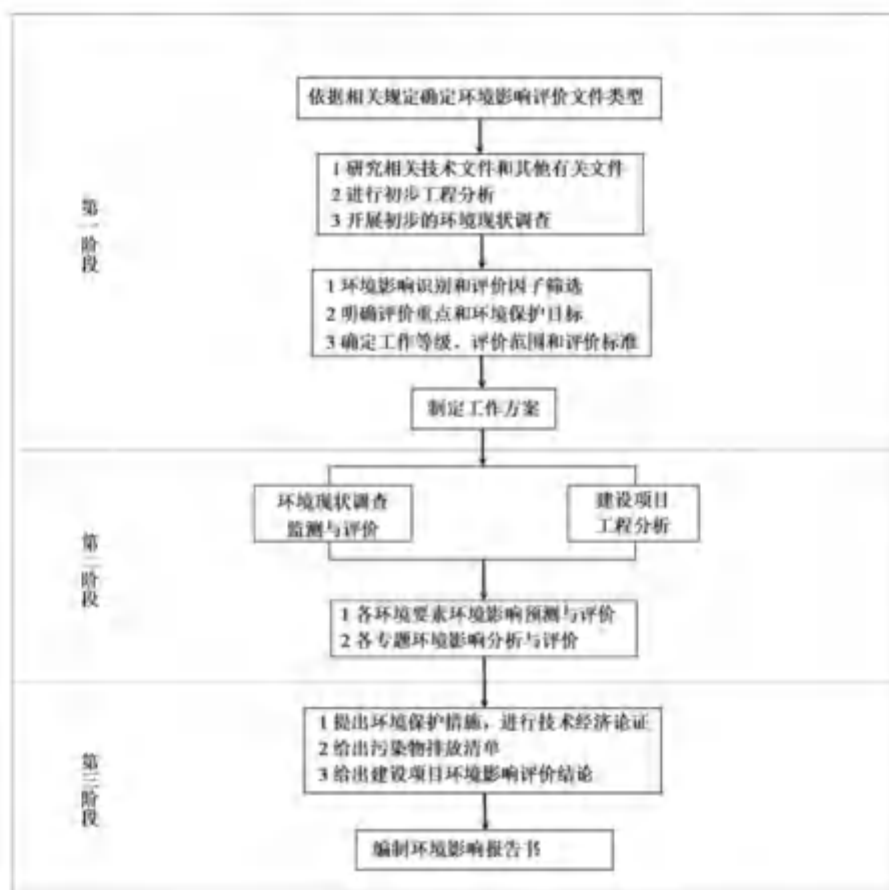 依据相关规定确定环境影响评价文件类型
1 研究相关技术文件和其他有关文件
2 进行初步工程分析
3 开展初步的环境现状调查
第一阶段
1 环境影响识别和评价因子筛选
2 明确评价重点和环境保护目标
3 确定工作等级、评价范围和评价标准
制定工作方案
环境现状调查
监测与评价
建设项目
工程分析
第二阶段
1 各环境要素环境影响预测与评价
2 各专题环境影响分析与评价
1 提出环境保护措施，进行技术经济论证
2 给出污染物排放清单
3 给出建设项目环境影响评价结论
第三阶段
编制环境影响报告书